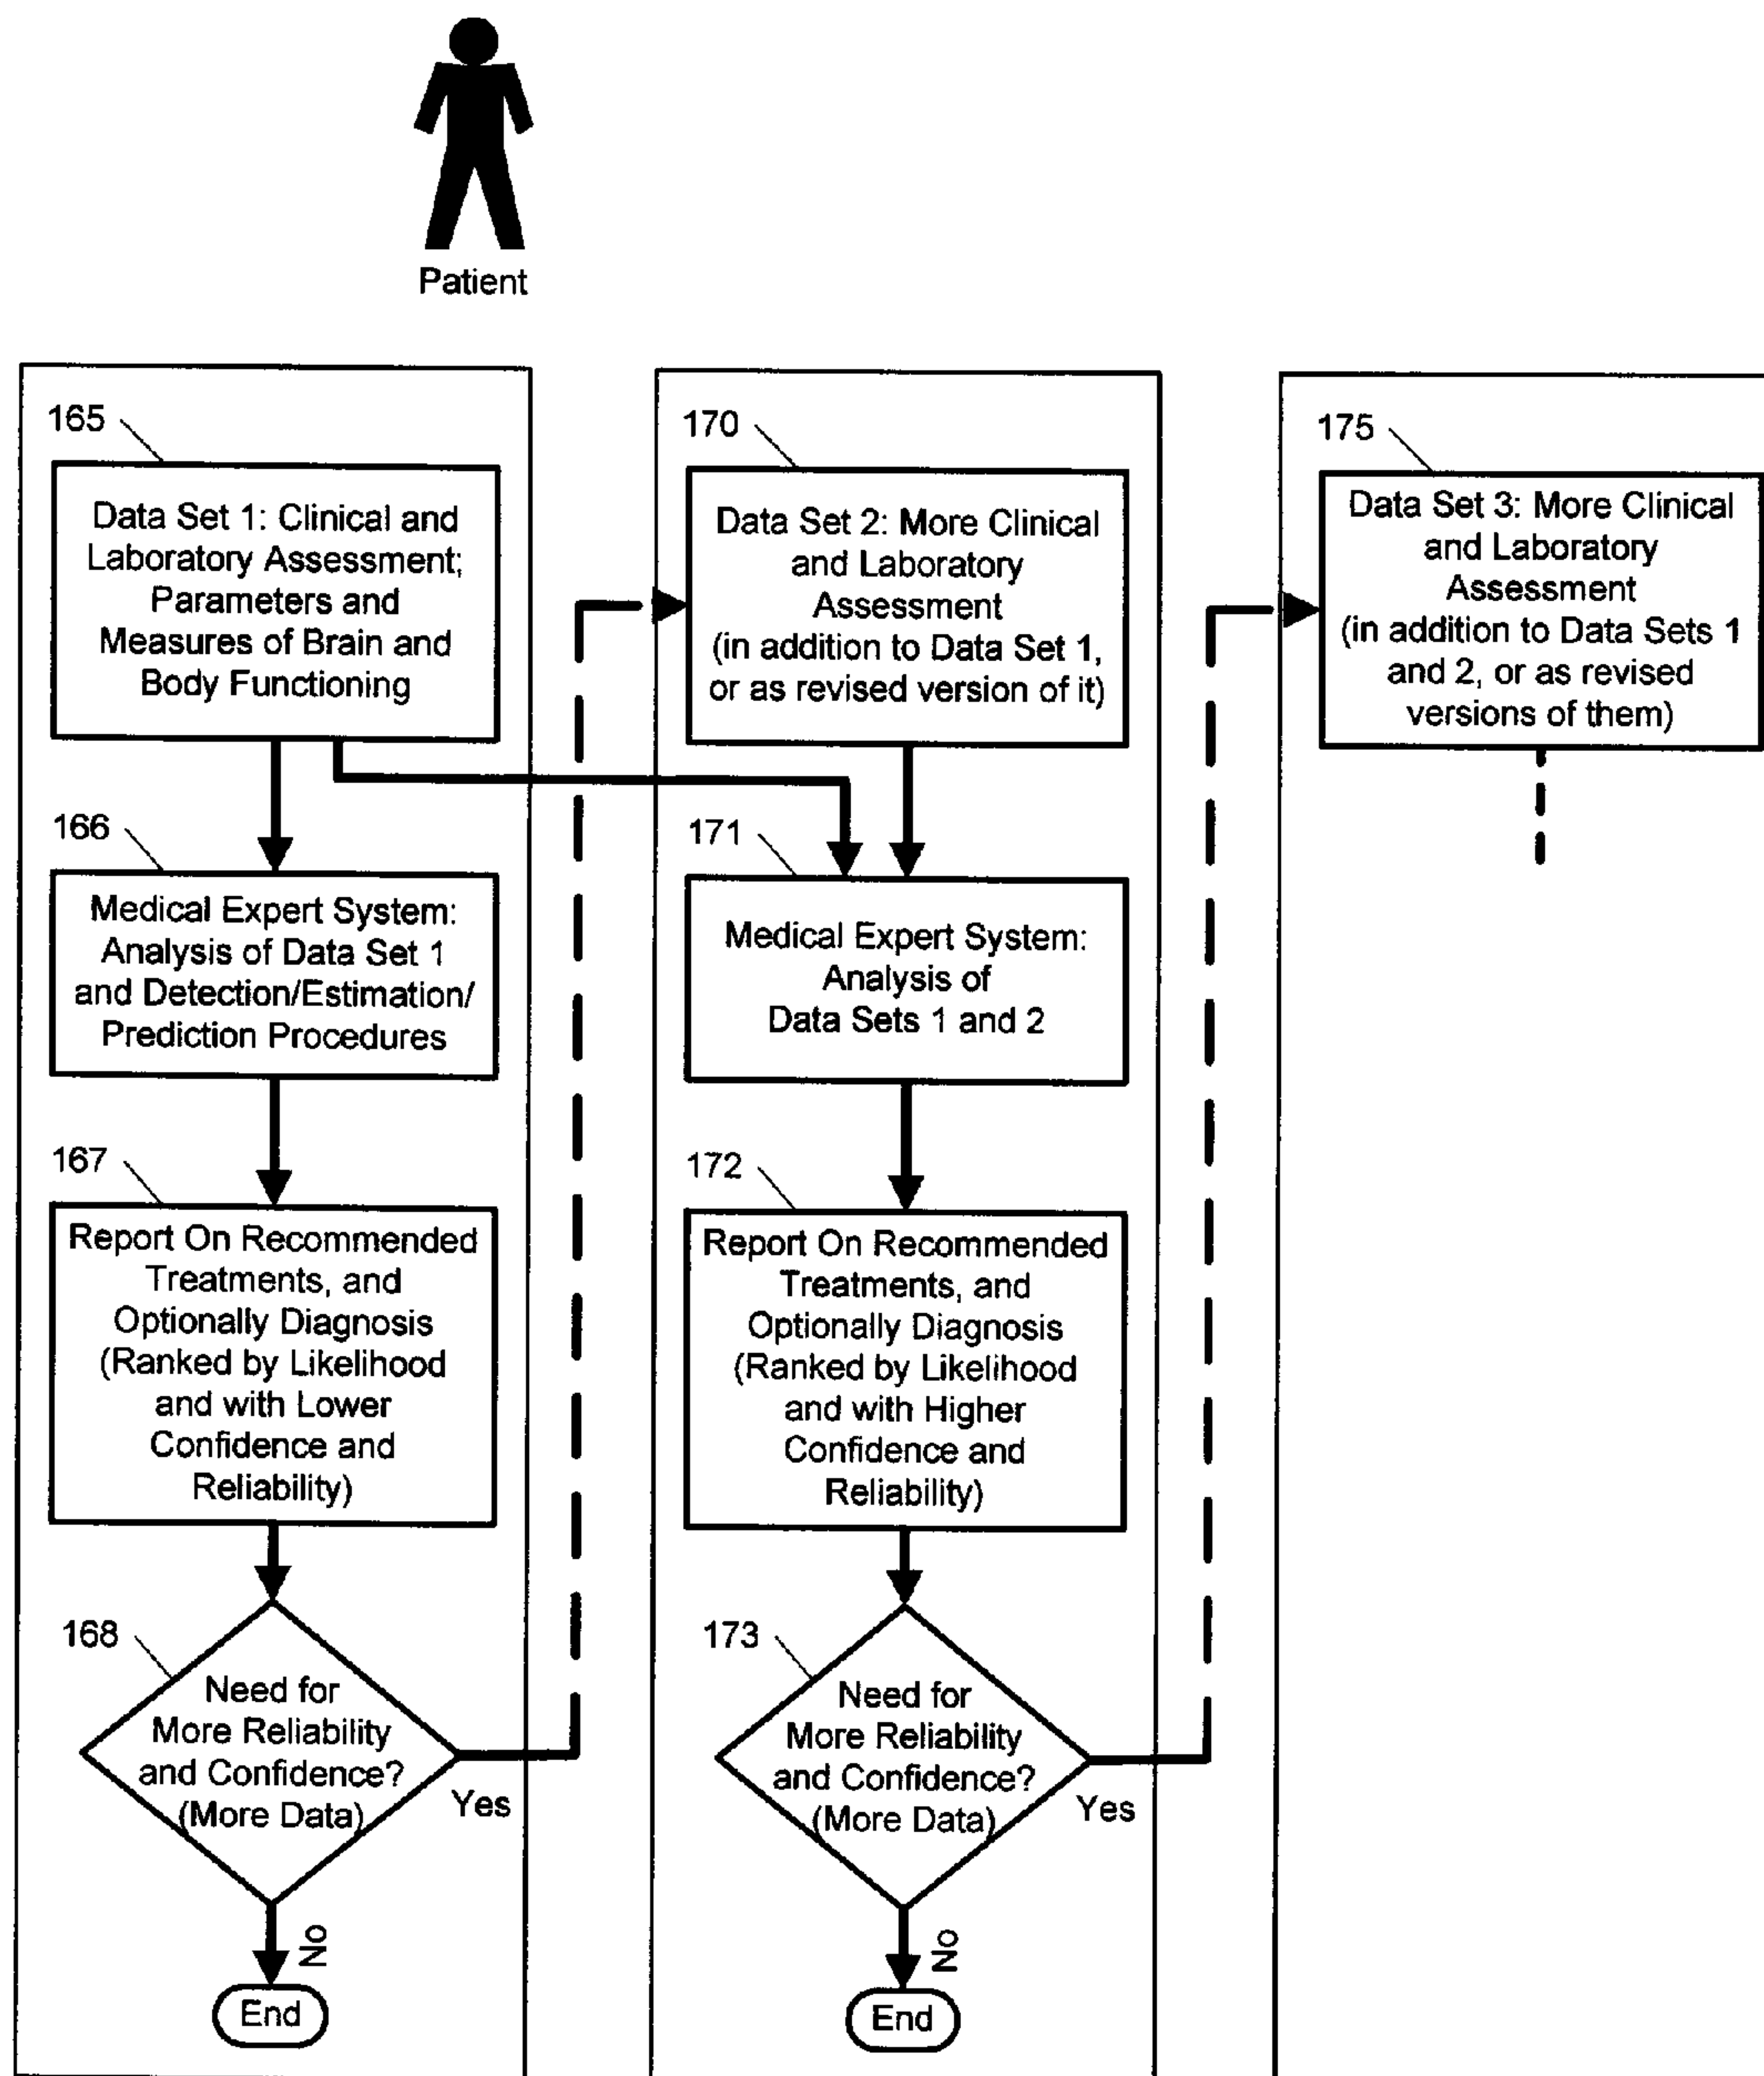 Patient
165
Data Set 1: Clinical and
Laboratory Assessment;
Parameters and
Measures of Brain and
Body Functioning
166
Medical Expert System:
Analysis of Data Set 1
and Detection/Estimation/
Prediction Procedures
167
Report On Recommended
Treatments, and
Optionally Diagnosis
(Ranked by Likelihood
and with Lower
Confidence and
Reliability)
168
Need for
More Reliability
and Confidence?
(More Data)
Yes
No
End
170
Data Set 2: More Clinical
and Laboratory
Assessment
(in addition to Data Set 1,
or as revised version of it)
171
Medical Expert System:
Analysis of
Data Sets 1 and 2
172
Report On Recommended
Treatments, and
Optionally Diagnosis
(Ranked by Likelihood
and with Higher
Confidence and
Reliability)
173
Need for
More Reliability
and Confidence?
(More Data)
Yes
No
End
175
Data Set 3: More Clinical
and Laboratory
Assessment
(in addition to Data Sets 1
and 2, or as revised
versions of them)